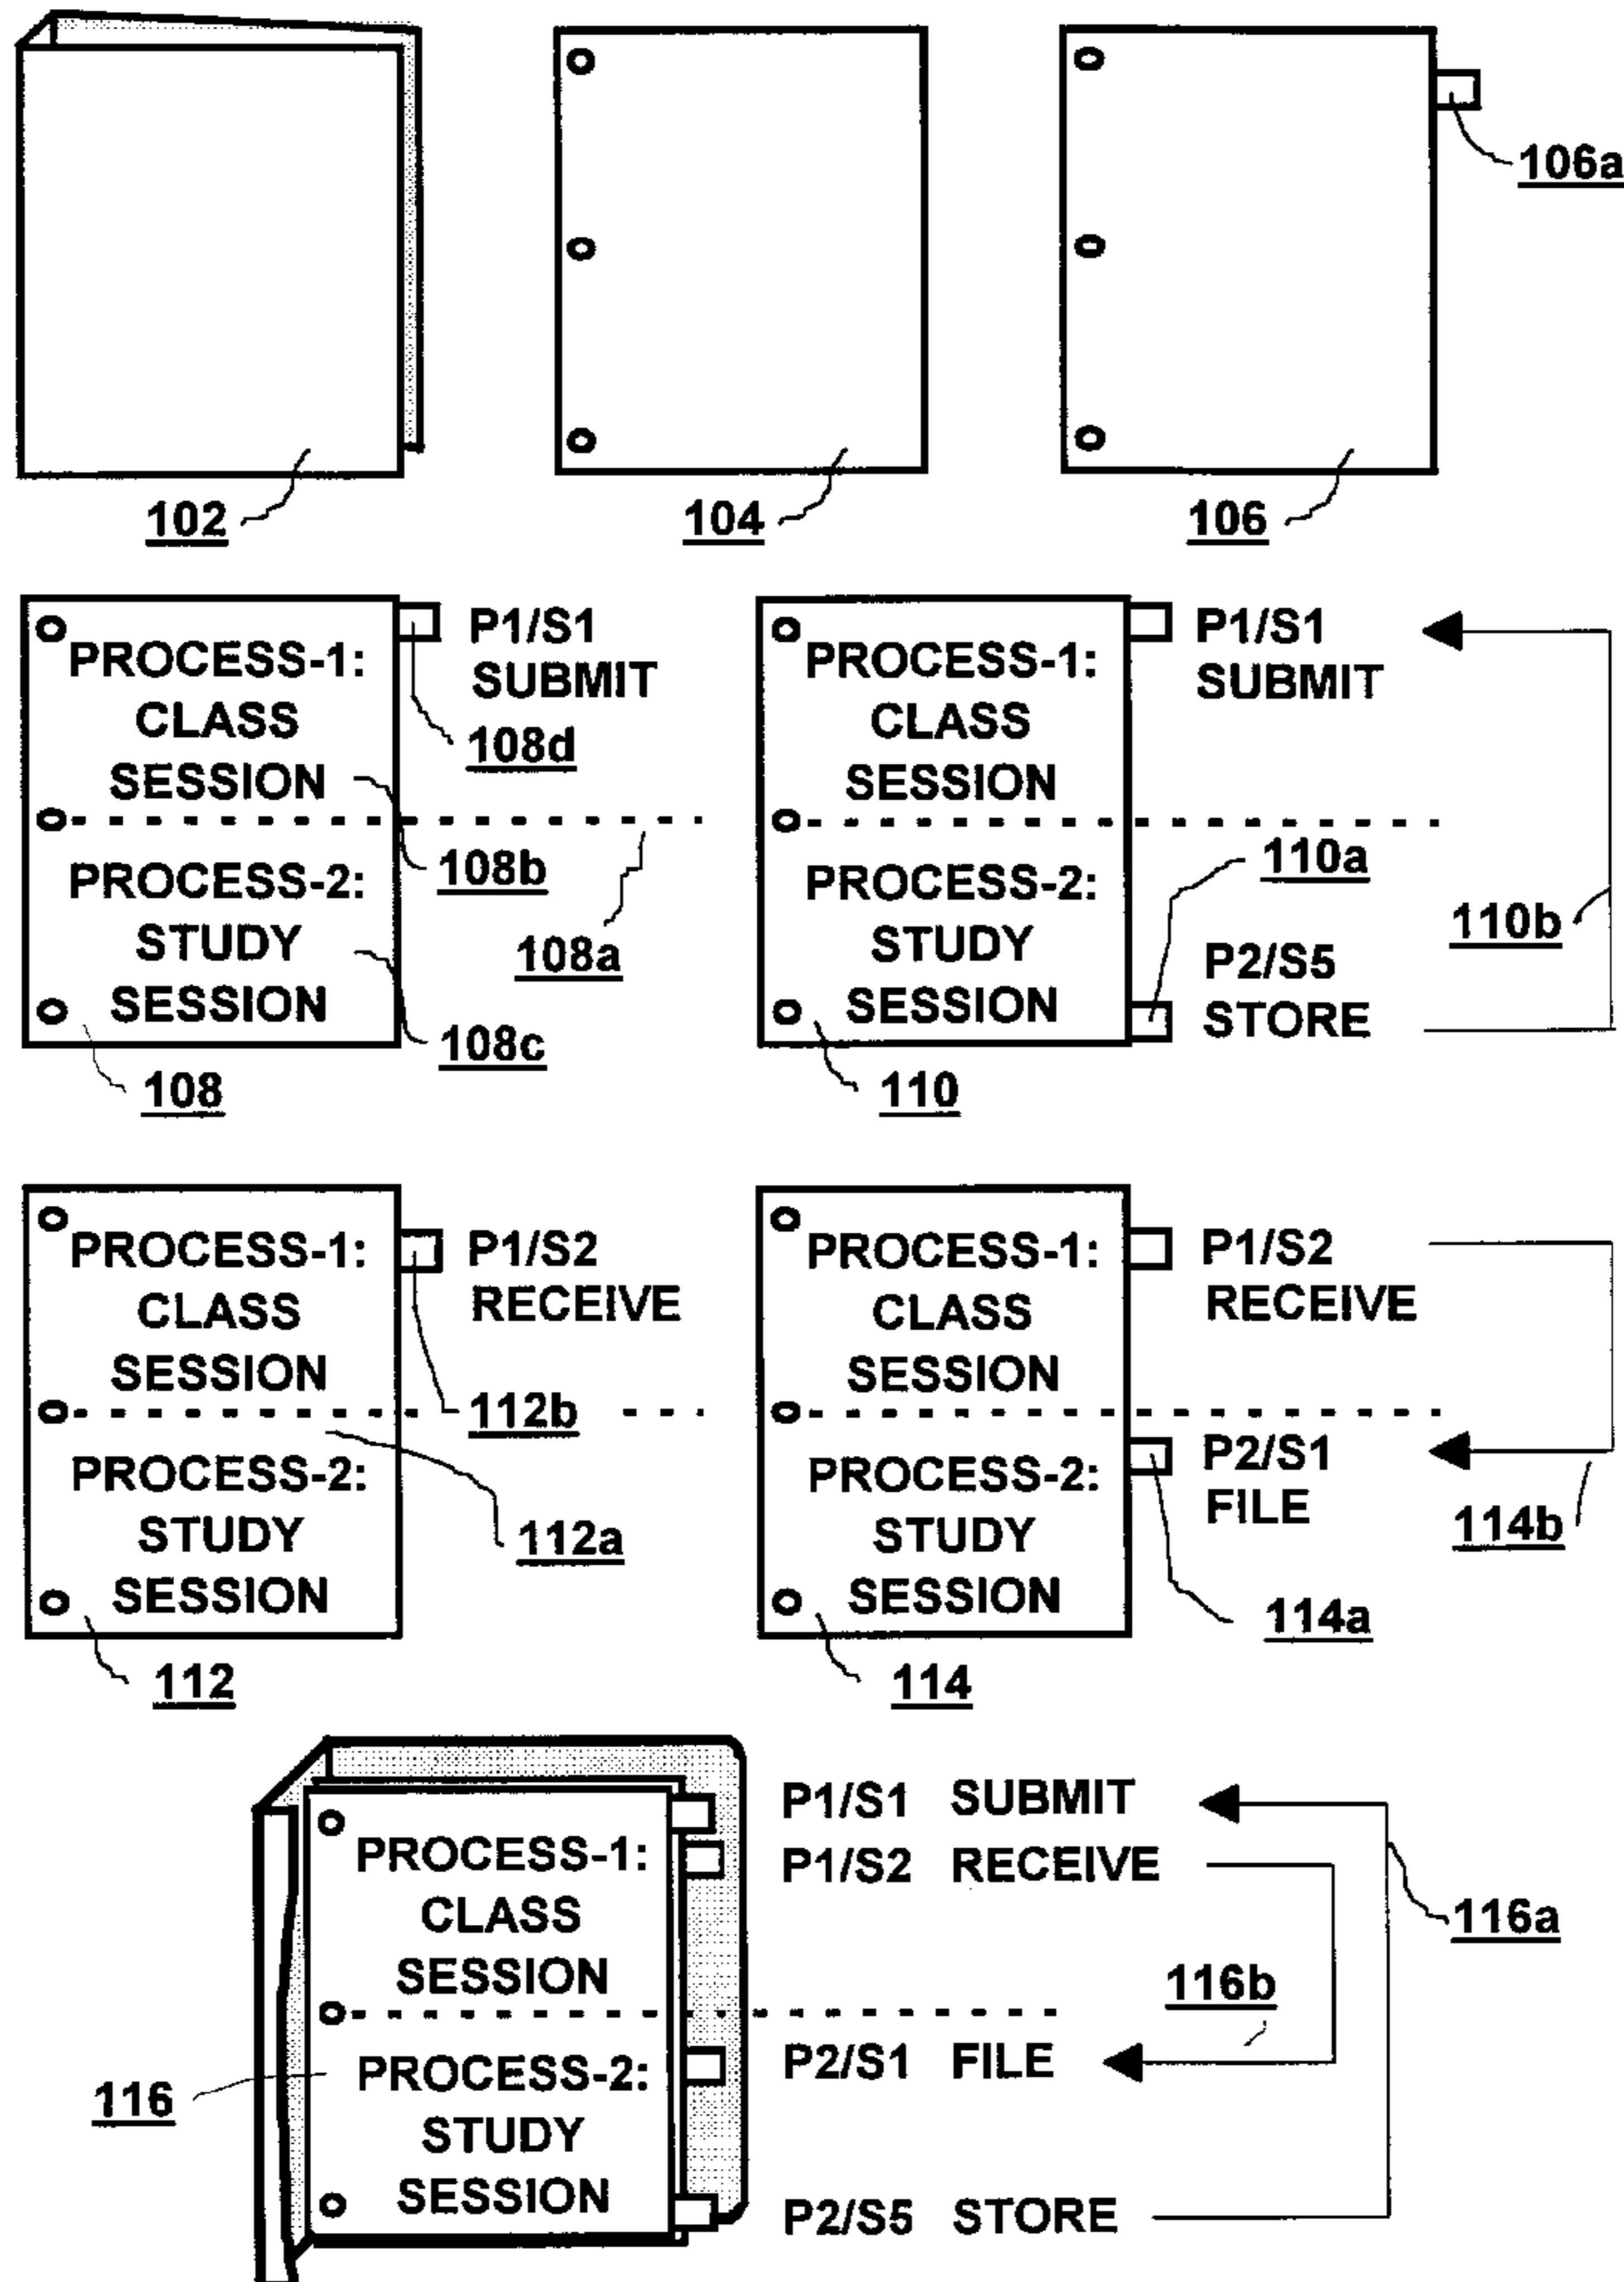 106a
102
104
106
PROCESS-1:
CLASS
SESSION
PROCESS-2:
STUDY
SESSION
P1/S1
SUBMIT
108d
108b
108a
108c
108
PROCESS-1:
CLASS
SESSION
PROCESS-2:
STUDY
SESSION
P1/S1
SUBMIT
110a
110b
P2/S5
STORE
110
PROCESS-1:
CLASS
SESSION
PROCESS-2:
STUDY
SESSION
P1/S2
RECEIVE
112b
112a
112
PROCESS-1:
CLASS
SESSION
PROCESS-2:
STUDY
SESSION
P1/S2
RECEIVE
P2/S1
FILE
114b
114a
114
PROCESS-1:
CLASS
SESSION
PROCESS-2:
STUDY
SESSION
P1/S1 SUBMIT
P1/S2 RECEIVE
116a
116b
P2/S1 FILE
116
P2/S5 STORE